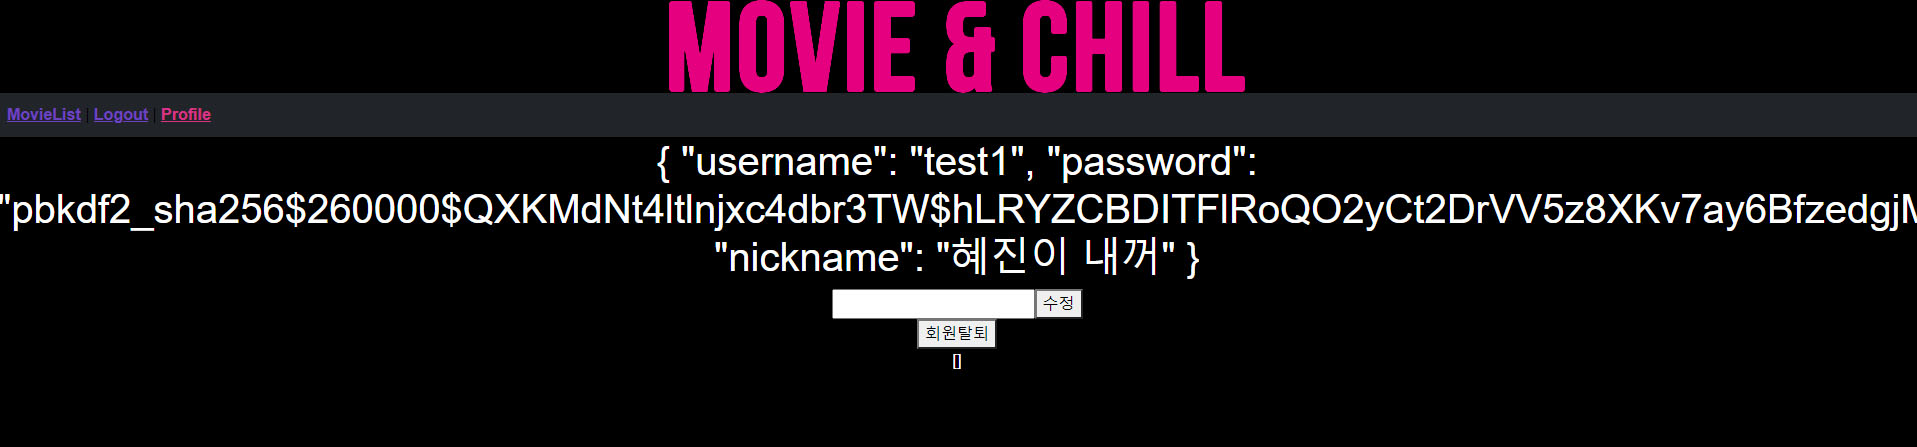 MOVIE & CHILL
MovieList | Logout | Profile
{ "username": "test1", "password":
"pbkdf2_sha256$260000$QXKMdNt4ltlnjxc4dbr3TW$hLRYZCBDITFlRoQO2yCt2DrVV5z8XKv7ay6BfzedgjM
"nickname": "혜진이 내꺼" }
수정
회원탈퇴
[]